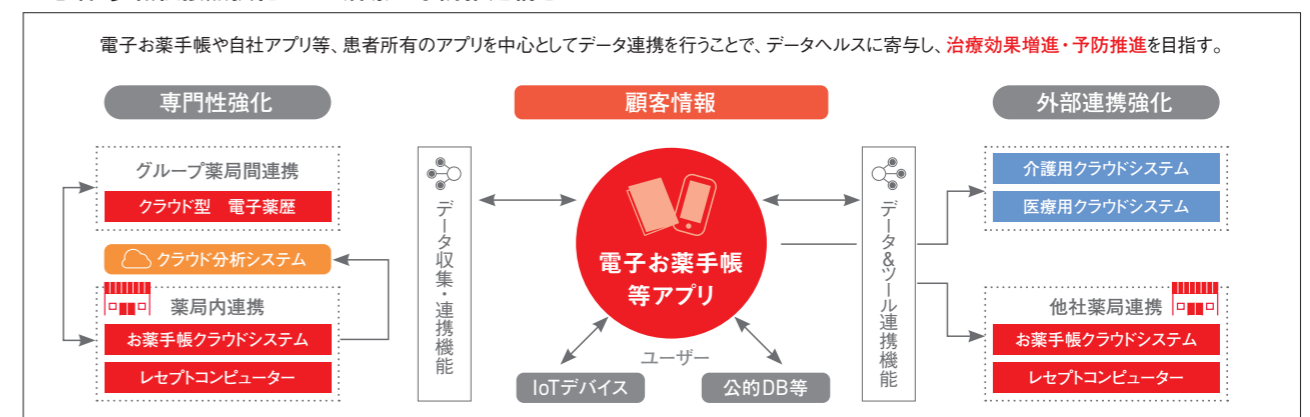 電子お薬手帳や自社アプリ等、患者所有のアプリを中心としてデータ連携を行うことで、データヘルスに寄与し、治療効果増進・予防推進を目指す。
専門性強化
グループ薬局間連携
クラウド型　電子薬歴
クラウド分析システム
薬局内連携
お薬手帳クラウドシステム
レセプトコンピューター
顧客情報
データ収集・連携機能
電子お薬手帳
等アプリ
ユーザー
IoTデバイス
公的DB等
データ&ツール連携機能
外部連携強化
介護用クラウドシステム
医療用クラウドシステム
他社薬局連携
お薬手帳クラウドシステム
レセプトコンピューター